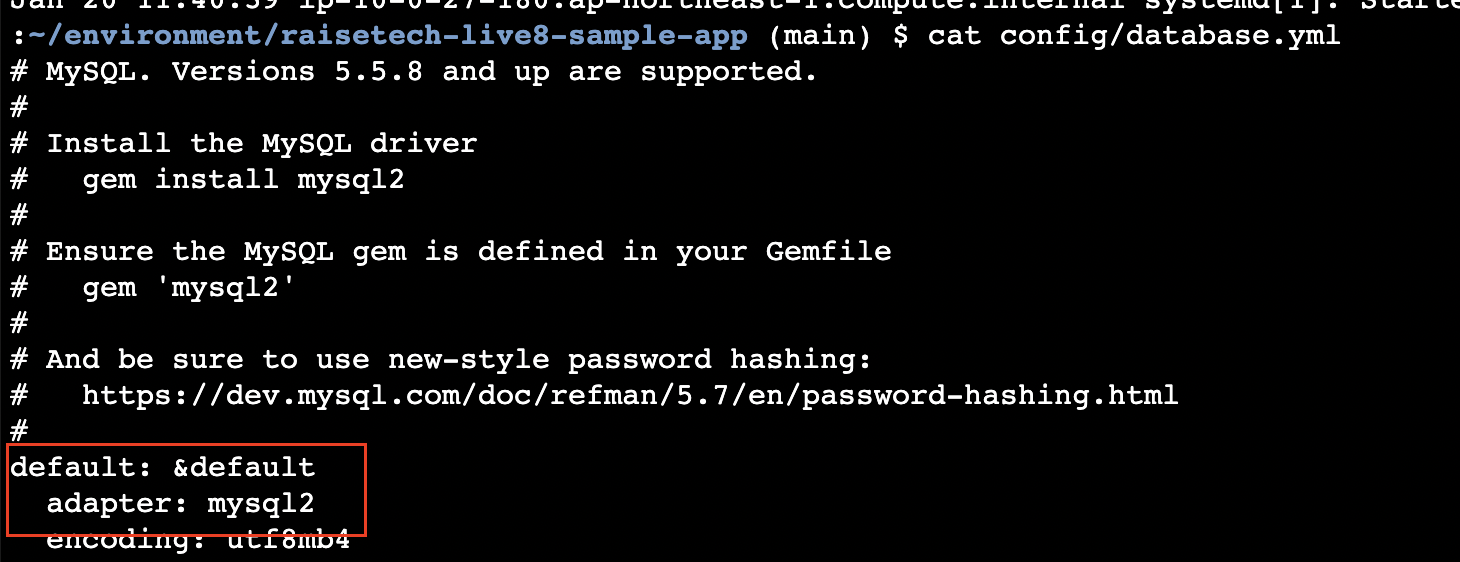 Jan 20 11:40:59 ip-10-0-27-180.ap-northeast-1.compute.internal systemd[1]: Starte
:~/environment/raisetech-live8-sample-app (main) $ cat config/database.yml
# MySQL. Versions 5.5.8 and up are supported.
#
# Install the MySQL driver
#   gem install mysql2
#
# Ensure the MySQL gem is defined in your Gemfile
#   gem 'mysql2'
#
# And be sure to use new-style password hashing:
#   https://dev.mysql.com/doc/refman/5.7/en/password-hashing.html
#
default: &default
  adapter: mysql2
  encoding: utf8mb4